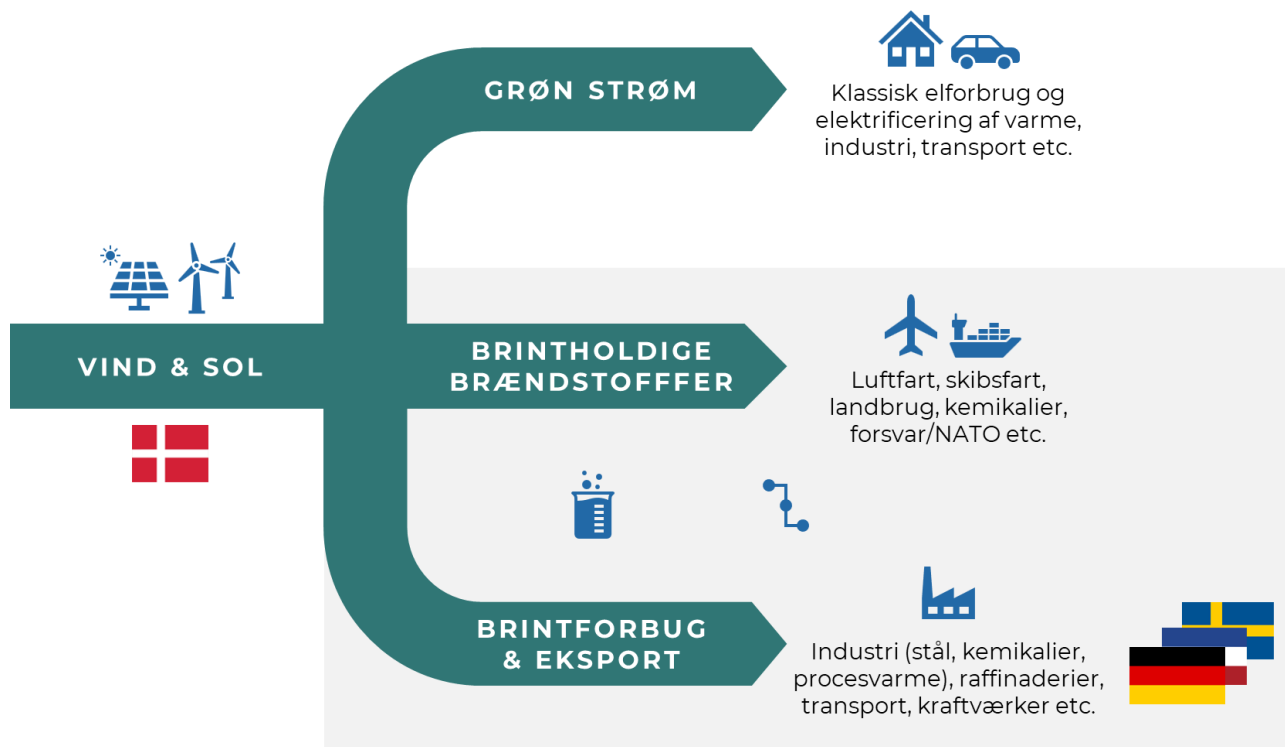 GRØN STRØM
Klassisk elforbrug og
elektrificering af varme,
industri, transport etc.
VIND & SOL
BRINTHOLDIGE
BRÆNDSTOFFFER
Luftfart, skibsfart,
landbrug, kemikalier,
forsvar/NATO etc.
BRINTFORBUG
& EKSPORT
Industri (stål, kemikalier,
procesvarme), raffinaderier,
transport, kraftværker etc.